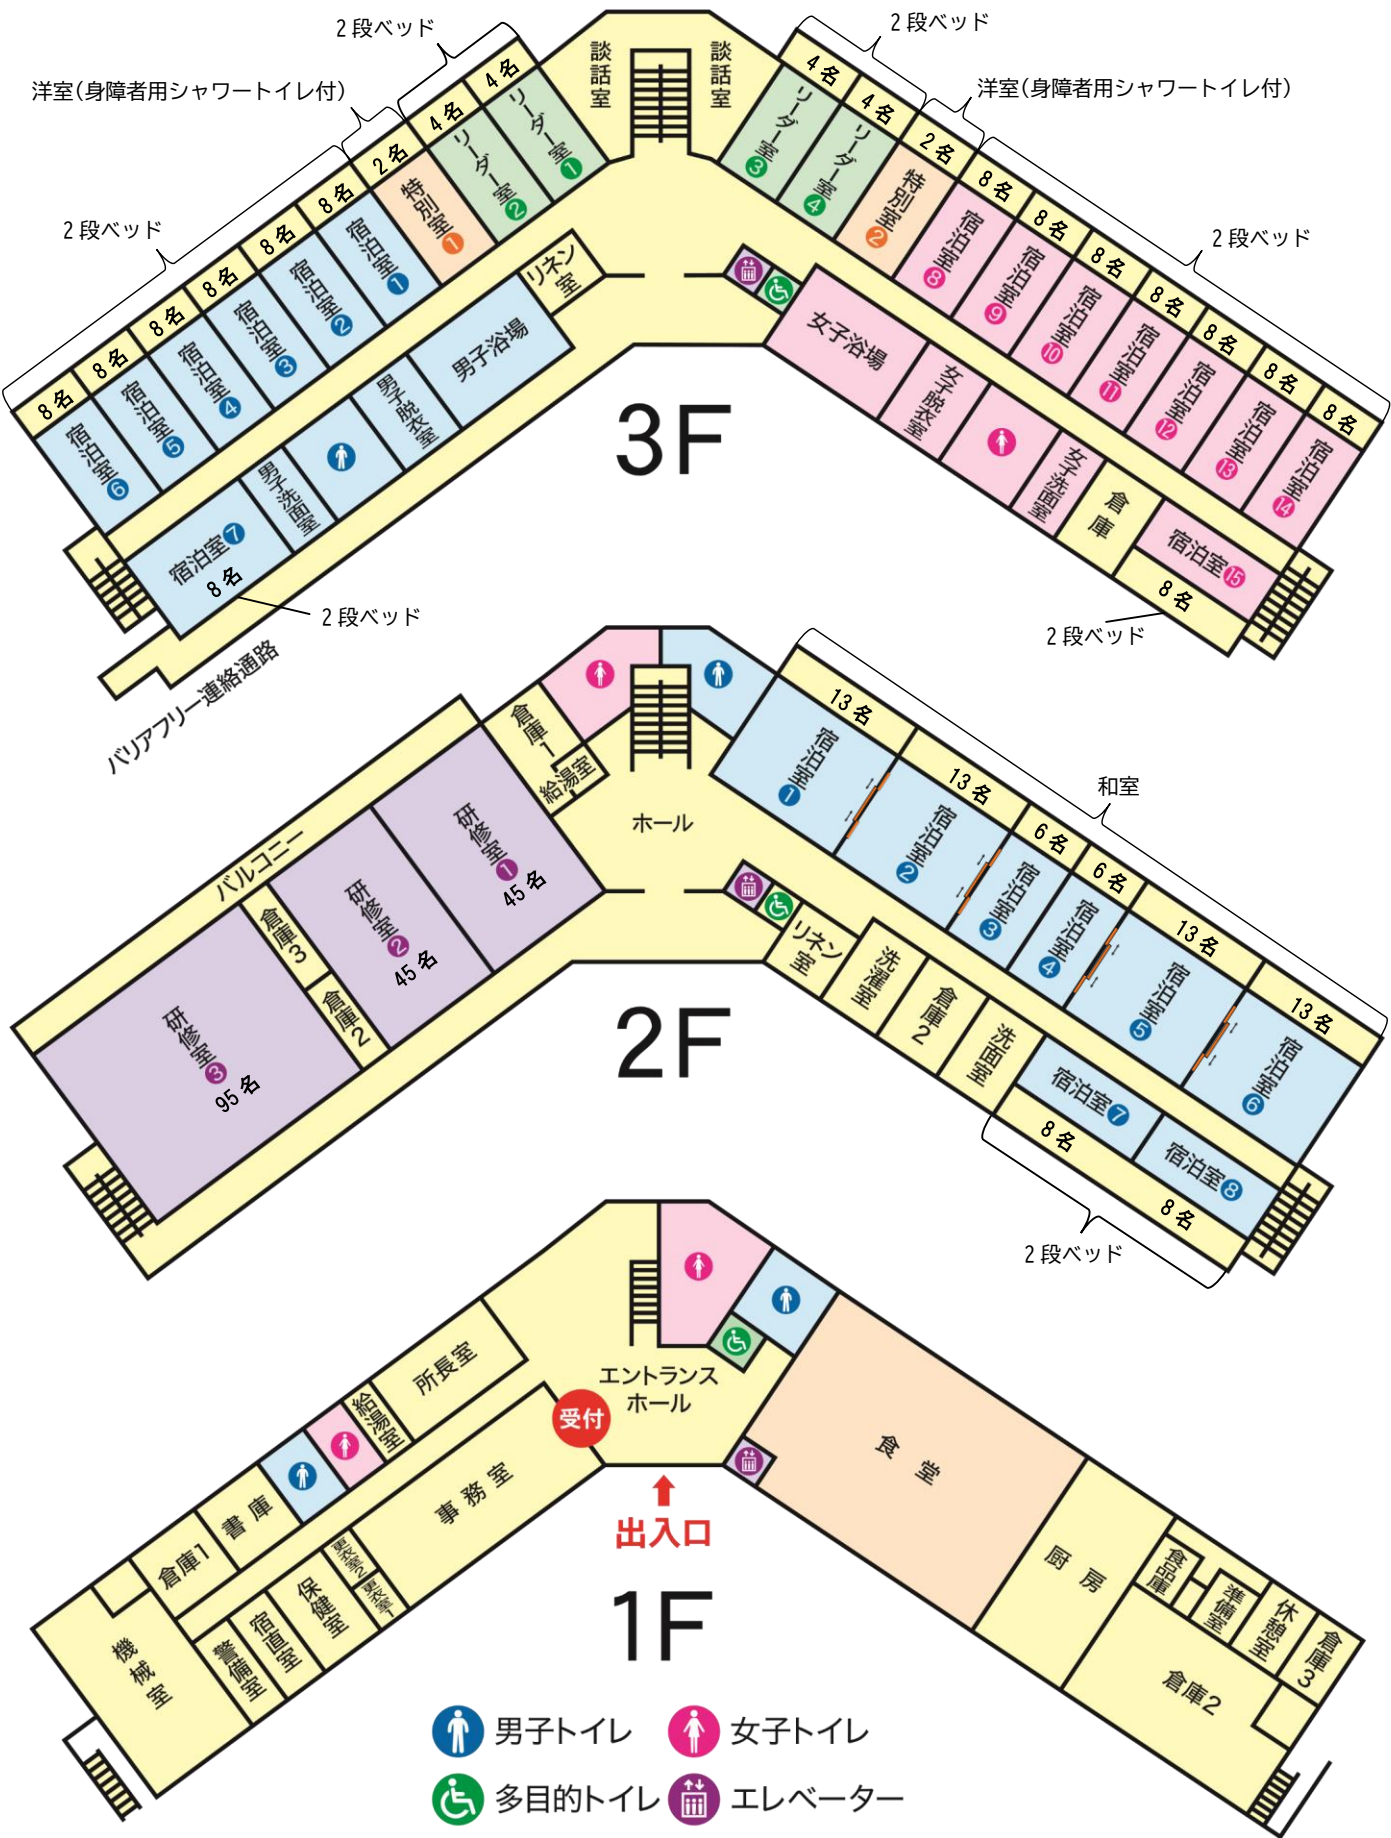 2段ベッド
洋室(身障者用シャワートイレ付)
2段ベッド
8名
8名
8名
8名
8名
8名
2名
4名
4名
宿泊室6
宿泊室5
宿泊室4
宿泊室3
宿泊室2
宿泊室1
特別室1
リーダー室2
リーダー室1
談話室
談話室
2段ベッド
洋室(身障者用シャワートイレ付)
2段ベッド
4名
4名
2名
8名
8名
8名
8名
8名
8名
8名
リーダー室3
リーダー室4
特別室2
宿泊室8
宿泊室9
宿泊室10
宿泊室11
宿泊室12
宿泊室13
宿泊室14
リネン室
男子浴場
男子脱衣室
男子洗面室
宿泊室7
8名
2段ベッド
バリアフリー連絡通路
女子浴場
女子脱衣室
女子洗面室
倉庫
宿泊室15
8名
2段ベッド
3F
バルコニー
倉庫1
給湯室
研修室1
45名
研修室2
45名
倉庫3
倉庫2
研修室3
95名
ホール
13名
13名
6名
6名
13名
13名
和室
宿泊室1
宿泊室2
宿泊室3
宿泊室4
宿泊室5
宿泊室6
リネン室
洗濯室
倉庫2
洗面室
宿泊室7
宿泊室8
8名
8名
2段ベッド
2F
エントランス
ホール
受付
出入口
所長室
給湯室
書庫
倉庫1
機械室
事務室
更衣室2
更衣室1
保健室
宿直室
警備室
食堂
厨房
食品庫
準備室
休憩室
倉庫3
倉庫2
1F
男子トイレ
女子トイレ
多目的トイレ
エレベーター